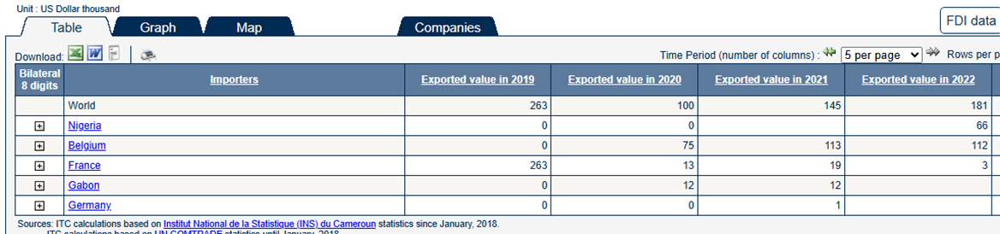 Unit : US Dollar thousand
Table Graph Map Companies FDI data
Download: Time Period (number of columns) : 5 per page Rows per p
Bilateral
8 digits Importers Exported value in 2019 Exported value in 2020 Exported value in 2021 Exported value in 2022
World 263 100 145 181
Nigeria 0 0 66
Belgium 0 75 113 112
France 263 13 19 3
Gabon 0 12 12
Germany 0 0 1
Sources: ITC calculations based on Institut National de la Statistique (INS) du Cameroun statistics since January, 2018.
ITC calculations based on UN COMTRADE statistics until January, 2018.